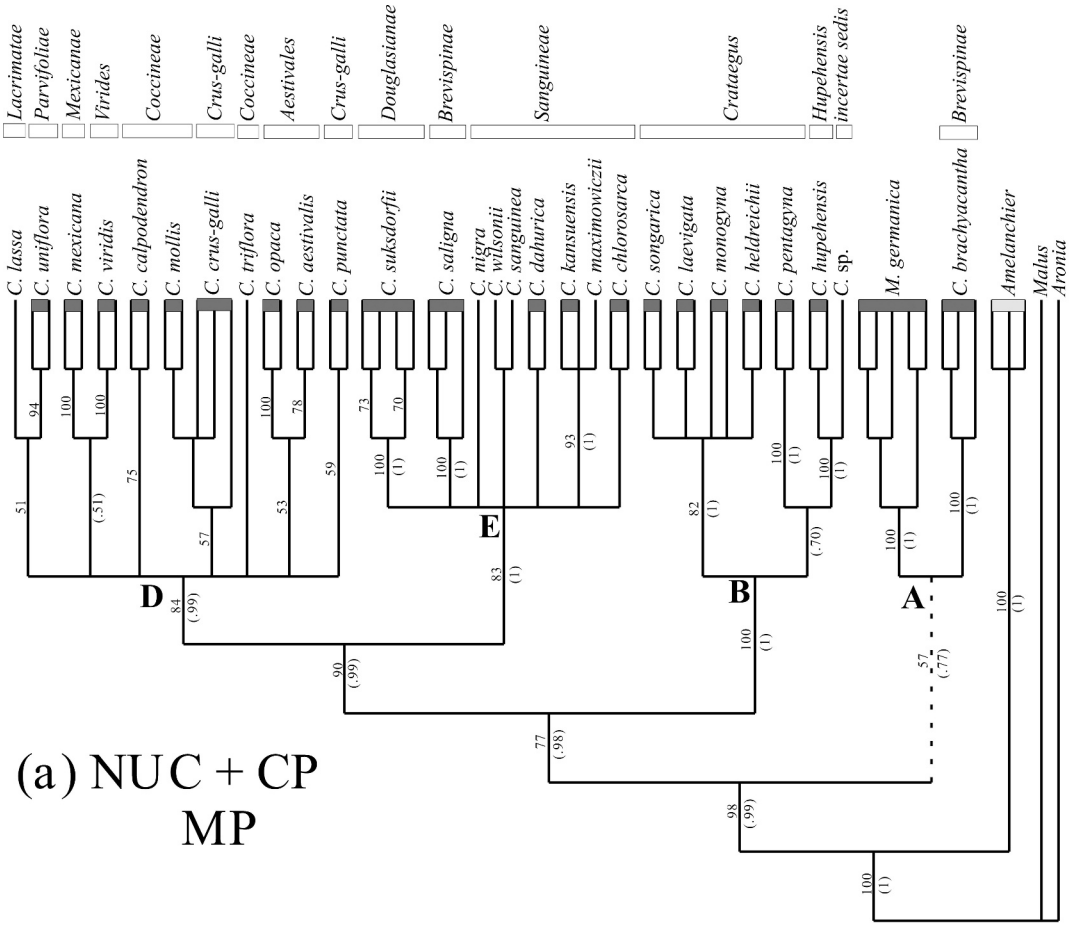 Lacrimatae
Parvifoliae
Mexicanae
Virides
Coccineae
Crus-galli
Coccineae
Aestivales
Crus-galli
Douglasianae
Brevispinae
Sanguineae
Crataegus
Hupehensis
incertae sedis
Brevispinae
C. lassa
C. uniflora
C. mexicana
C. viridis
C. calpodendron
C. mollis
C. crus-galli
C. triflora
C. opaca
C. aestivalis
C. punctata
C. suksdorfii
C. saligna
C. nigra
C. wilsonii
C. sanguinea
C. dahurica
C. kansuensis
C. maximowiczii
C. chlorosarca
C. songarica
C. laevigata
C. monogyna
C. heldreichii
C. pentagyna
C. hupehensis
C. sp.
M. germanica
C. brachyacantha
Amelanchier
Malus
Aronia
94
100
100
100
78
73
70
51
(.51)
75
57
53
59
100
(1)
100
(1)
93
(1)
82
(1)
100
(1)
100
(1)
(.70)
100
(1)
100
(1)
E
D
B
A
84
(.99)
83
(1)
100
(1)
57
(.77)
100
(1)
90
(.99)
77
(.98)
98
(.99)
100
(1)
(a) NUC + CP
MP